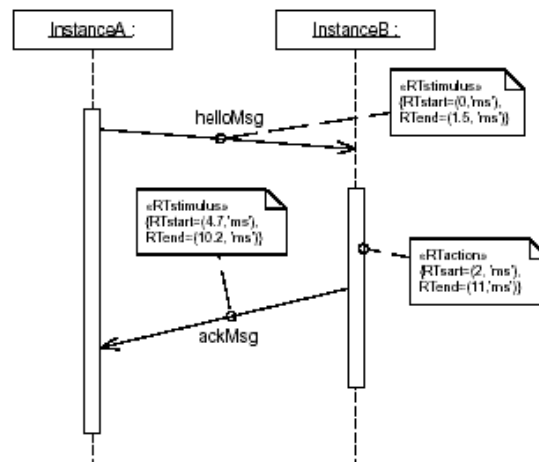 InstanceA :
InstanceB :
«RTstimulus»
{RTstart=(0,'ms'),
RTend=(1.5, 'ms')}
helloMsg
«RTstimulus»
{RTstart=(4.7,'ms'),
RTend=(10.2, 'ms')}
«RTaction»
{RTsart=(2, 'ms'),
RTend=(11,'ms')}
ackMsg